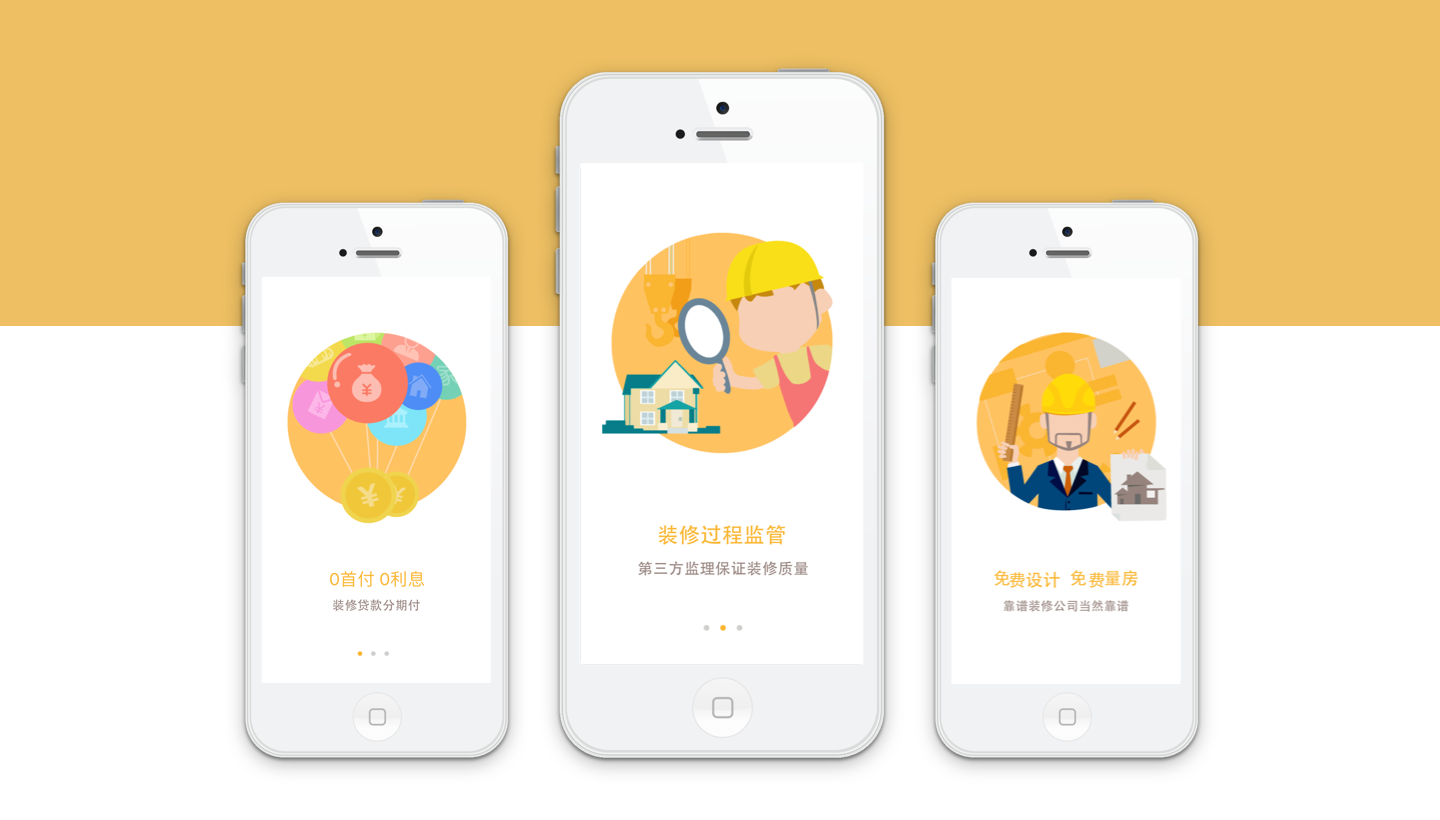 0首付 0利息
装修贷款分期付
装修过程监管
第三方监理保证装修质量
免费设计 免费量房
靠谱装修公司当然靠谱